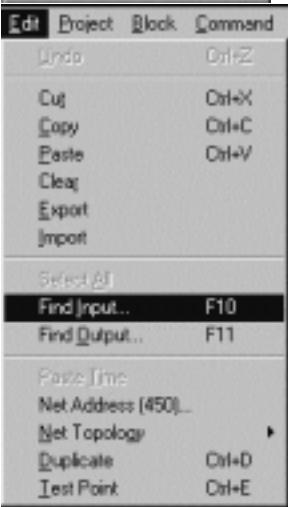 Edit Project Block Command
Undo Ctrl+Z
Cut Ctrl+X
Copy Ctrl+C
Paste Ctrl+V
Clear
Export
Import
Select All
Find Input... F10
Find Output... F11
Paste Time
Net Address (450)...
Net Topology
Duplicate Ctrl+D
Test Point Ctrl+E